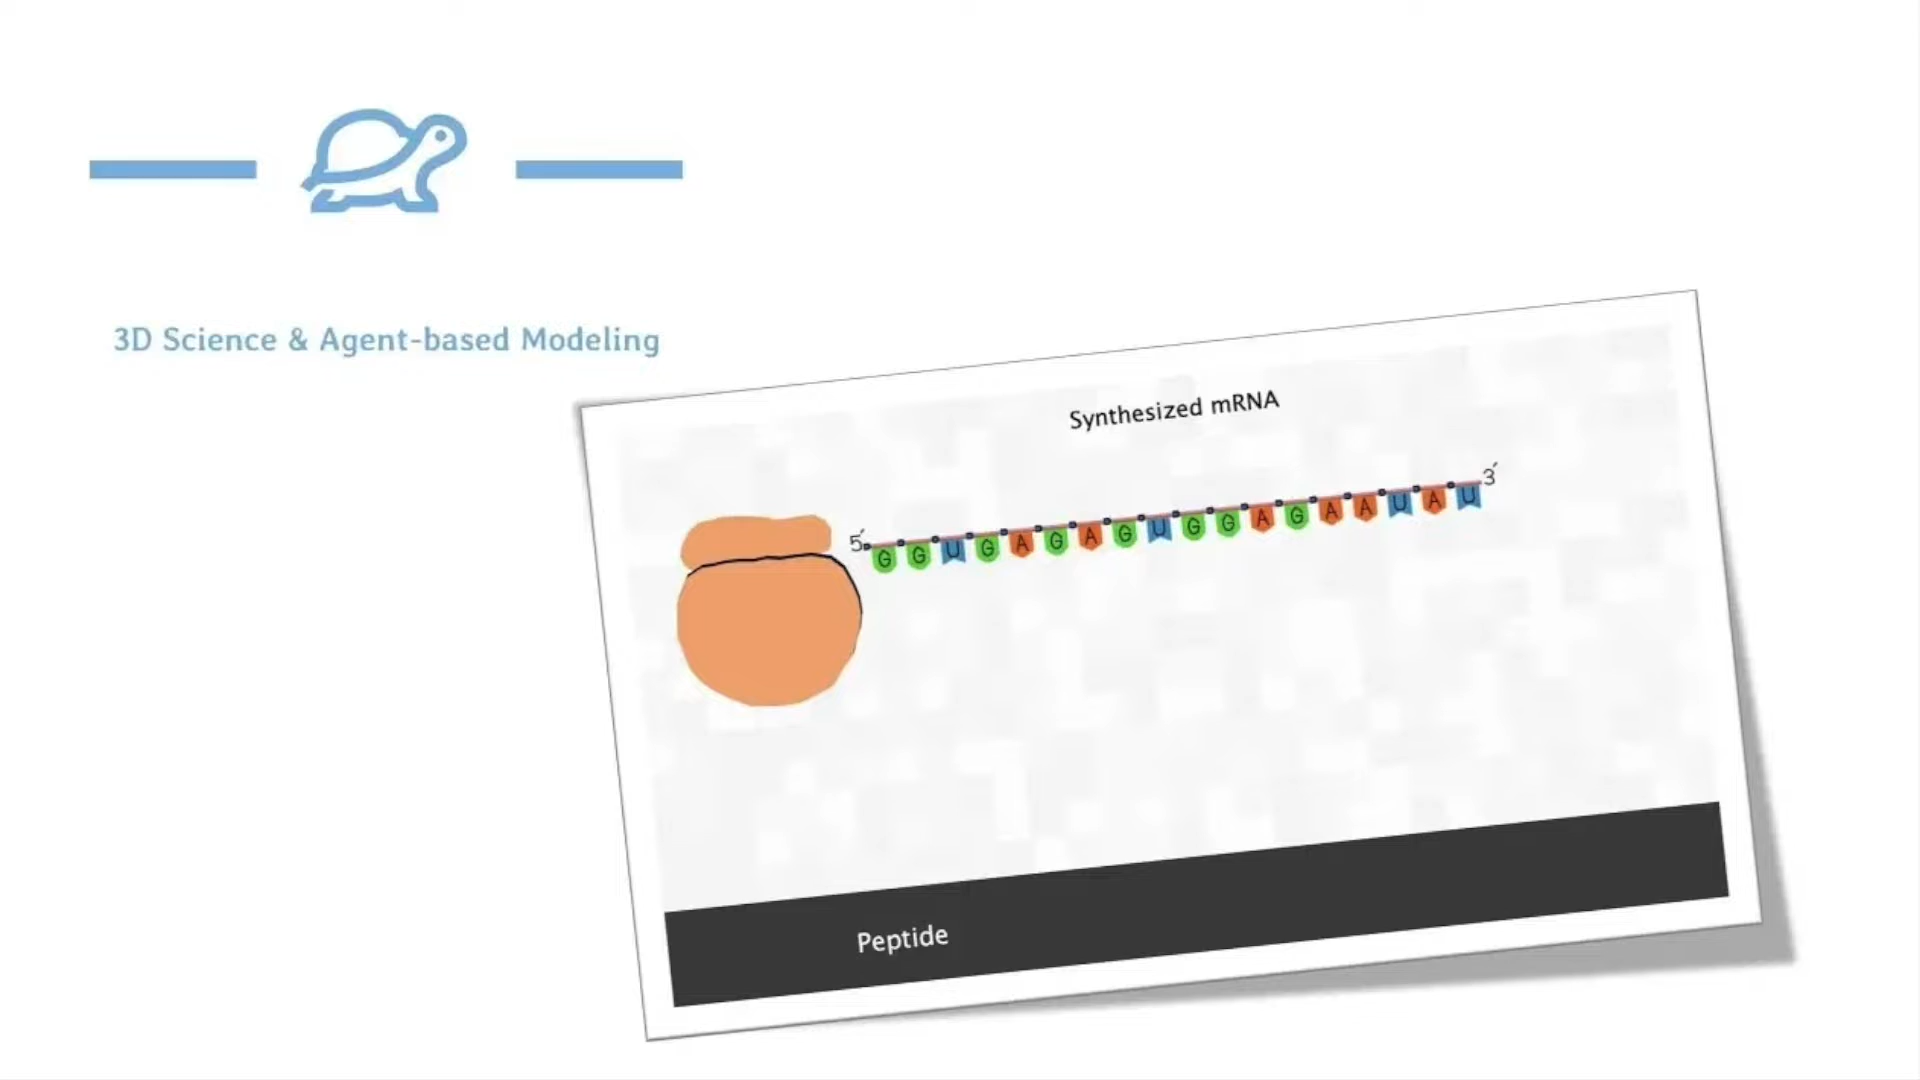 3D Science & Agent-based Modeling
Synthesized mRNA
5′ G G U G A G A G U G G A G A A U A U 3′
Peptide